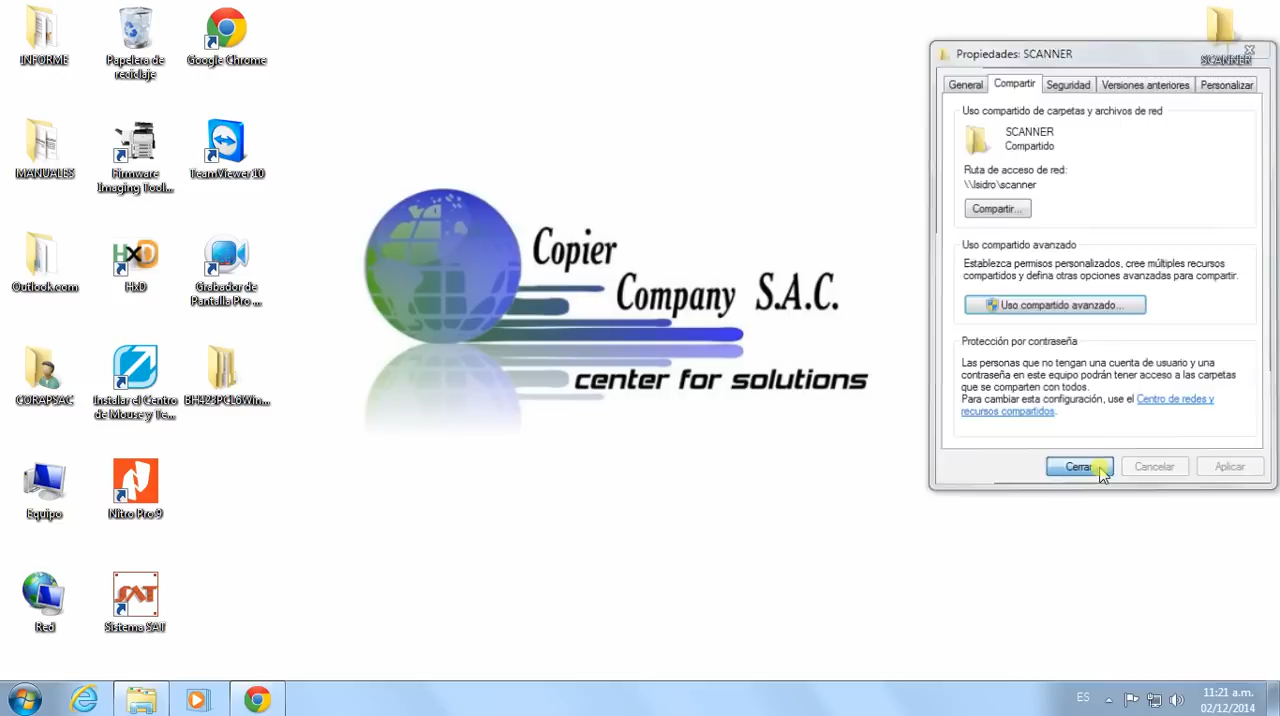 INFORME
Papelera de
reciclaje
Google Chrome
SCANNER
MANUALES
Firmware
Imaging Tool...
TeamViewer 10
Outlook.com
HxD
Grabador de
Pantalla Pro ...
CORAPSAC
Instalar el Centro
de Mouse y Te...
BH423PCL6Win...
Equipo
Nitro Pro 9
Red
SAT
Sistema SAT
Copier
Company S.A.C.
center for solutions
Propiedades: SCANNER
General
Compartir
Seguridad
Versiones anteriores
Personalizar
Uso compartido de carpetas y archivos de red
SCANNER
Compartido
Ruta de acceso de red:
\\Isidro\scanner
Compartir...
Uso compartido avanzado
Establezca permisos personalizados, cree múltiples recursos
compartidos y defina otras opciones avanzadas para compartir.
Uso compartido avanzado...
Protección por contraseña
Las personas que no tengan una cuenta de usuario y una
contraseña en este equipo podrán tener acceso a las carpetas
que se comparten con todos.
Para cambiar esta configuración, use el Centro de redes y
recursos compartidos.
Cerrar
Cancelar
Aplicar
ES
11:21 a.m.
02/12/2014